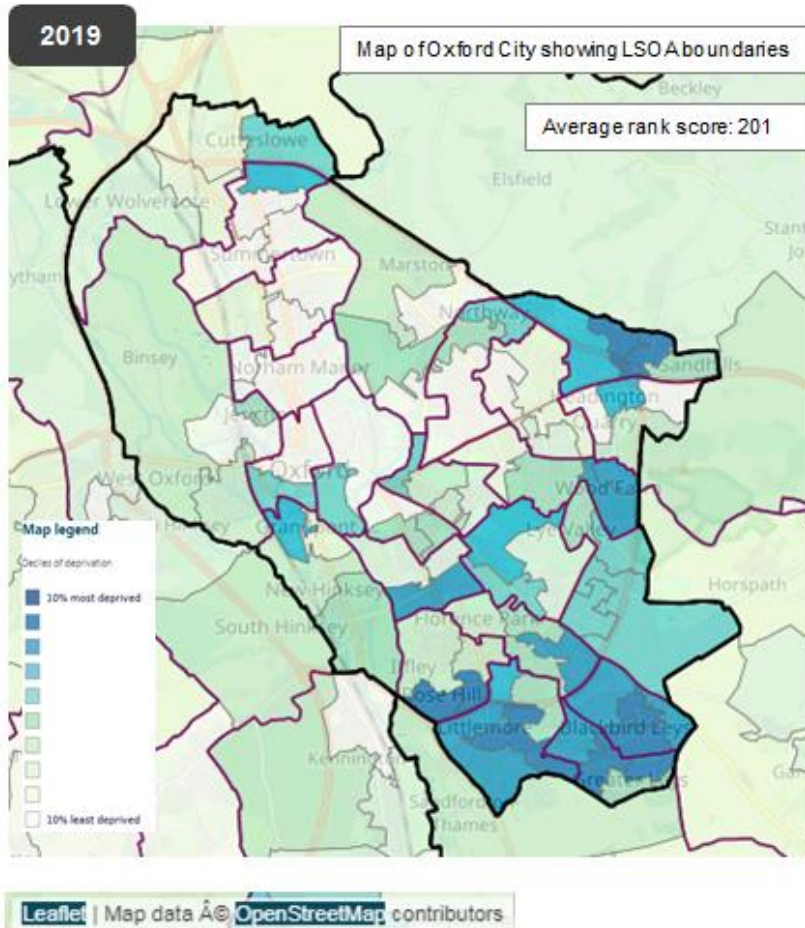 2019
Map of Oxford City showing LSOA boundaries
Beckley
Average rank score: 201
Cutteslowe
Elsfield
Lower Wolvercote
Summertown
Marston
ytham
Northway
Binsey
Sandhills
Norham Manor
Headington
Quarry
Jericho
Oxford
West Oxford
Wood Farm
Grandpont
Lye Valley
Map legend
Deciles of deprivation
10% most deprived
Horspath
New Hinksey
Florence Park
South Hinksey
Iffley
Rose Hill
Littlemore
Blackbird Leys
Kennington
Greater Leys
Sandford-on-
Thames
10% least deprived
Leaflet | Map data Â© OpenStreetMap contributors